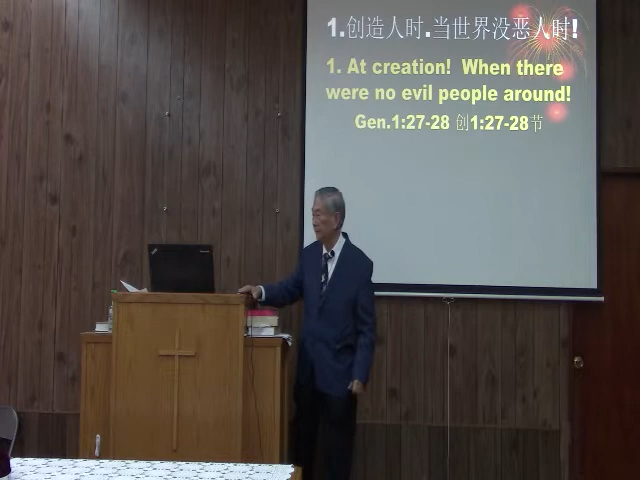 1.创造人时.当世界没恶人时!
1. At creation!  When there
were no evil people around!
Gen.1:27-28 创1:27-28节